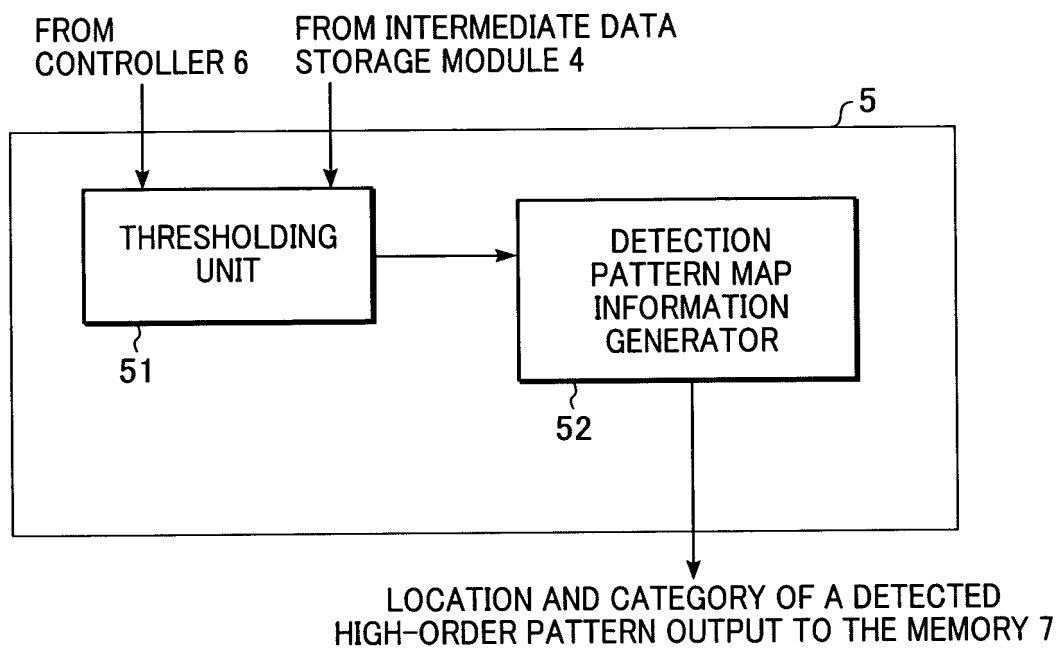 FROM
CONTROLLER 6
FROM INTERMEDIATE DATA
STORAGE MODULE 4
5
THRESHOLDING
UNIT
51
DETECTION
PATTERN MAP
INFORMATION
GENERATOR
52
LOCATION AND CATEGORY OF A DETECTED
HIGH-ORDER PATTERN OUTPUT TO THE MEMORY 7